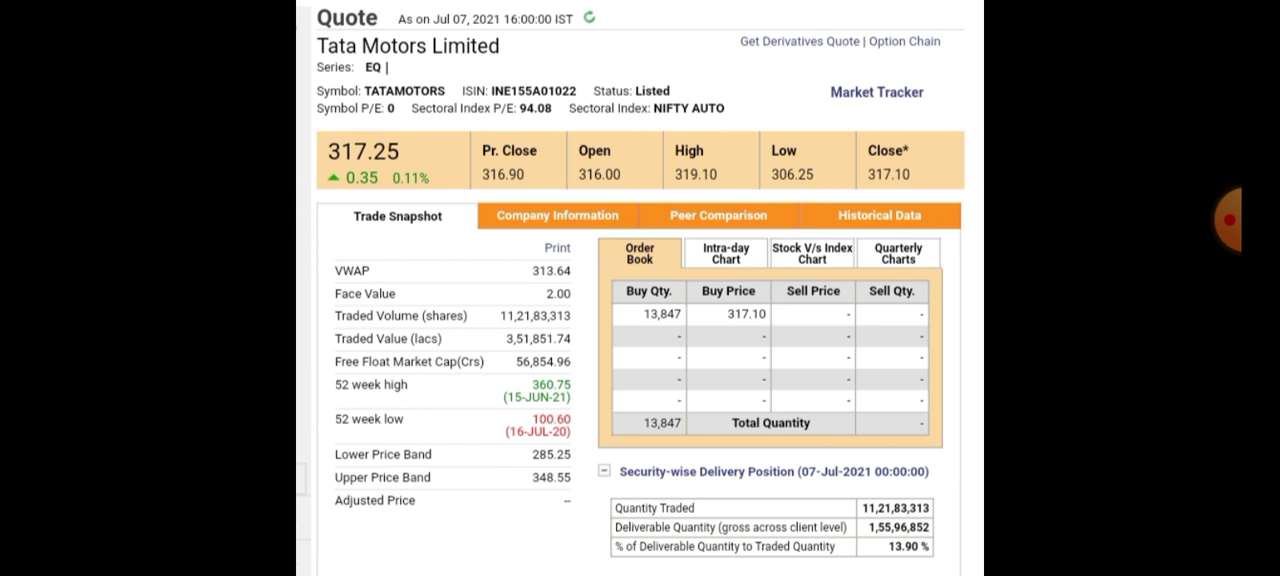 Quote As on Jul 07, 2021 16:00:00 IST
Tata Motors Limited
Get Derivatives Quote | Option Chain
Series: EQ |
Symbol: TATAMOTORS ISIN: INE155A01022 Status: Listed
Market Tracker
Symbol P/E: 0 Sectoral Index P/E: 94.08 Sectoral Index: NIFTY AUTO
317.25 Pr. Close Open High Low Close*
0.35 0.11% 316.90 316.00 319.10 306.25 317.10
Trade Snapshot Company Information Peer Comparison Historical Data
Print
VWAP 313.64
Face Value 2.00
Traded Volume (shares) 11,21,83,313
Traded Value (lacs) 3,51,851.74
Free Float Market Cap(Crs) 56,854.96
52 week high 360.75
(15-JUN-21)
52 week low 100.60
(16-JUL-20)
Lower Price Band 285.25
Upper Price Band 348.55
Adjusted Price --
Order Intra-day Stock V/s Index Quarterly
Book Chart Chart Charts
Buy Qty. Buy Price Sell Price Sell Qty.
13,847 317.10 - -
- - - -
- - - -
- - - -
- - - -
13,847 Total Quantity -
Security-wise Delivery Position (07-Jul-2021 00:00:00)
Quantity Traded 11,21,83,313
Deliverable Quantity (gross across client level) 1,55,96,852
% of Deliverable Quantity to Traded Quantity 13.90 %